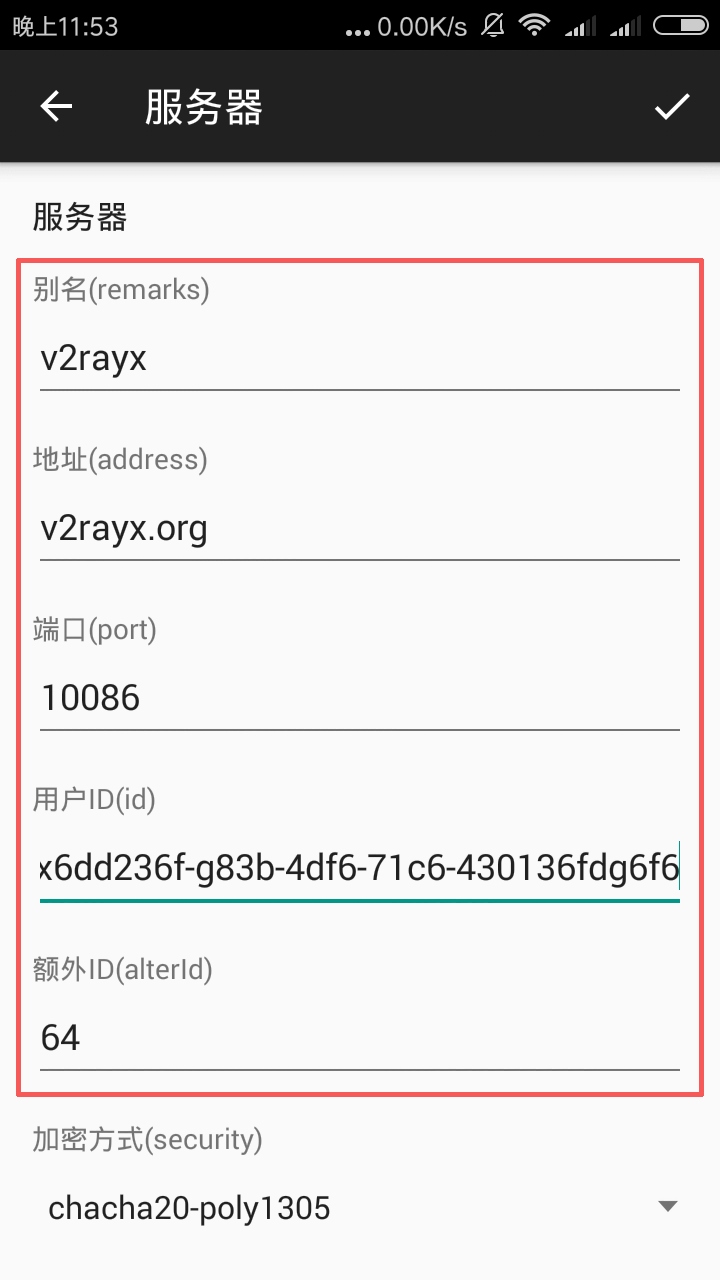 晚上11:53
... 0.00K/s
服务器
服务器
别名(remarks)
v2rayx
地址(address)
v2rayx.org
端口(port)
10086
用户ID(id)
x6dd236f-g83b-4df6-71c6-430136fdg6f6
额外ID(alterId)
64
加密方式(security)
chacha20-poly1305